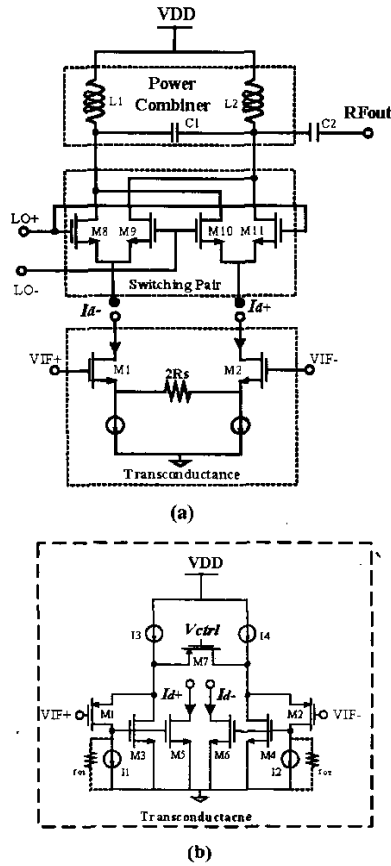 VDD
L1
Power
Combiner
L2
C1
C2
RFout
LO+
M8
M9
M10
M11
LO-
Switching Pair
Id-
Id+
VIF+
M1
2Rs
M2
VIF-
Transconductance
(a)
VDD
I3
Vctrl
I4
M7
Id+
Id-
VIF+
M1
M2
VIF-
M3
M5
M6
M4
I1
I2
Transconductacne
(b)